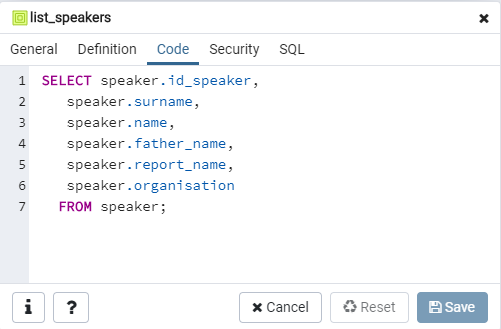 list_speakers
General Definition Code Security SQL
1 SELECT speaker.id_speaker,
2 speaker.surname,
3 speaker.name,
4 speaker.father_name,
5 speaker.report_name,
6 speaker.organisation
7 FROM speaker;
i ? Cancel Reset Save